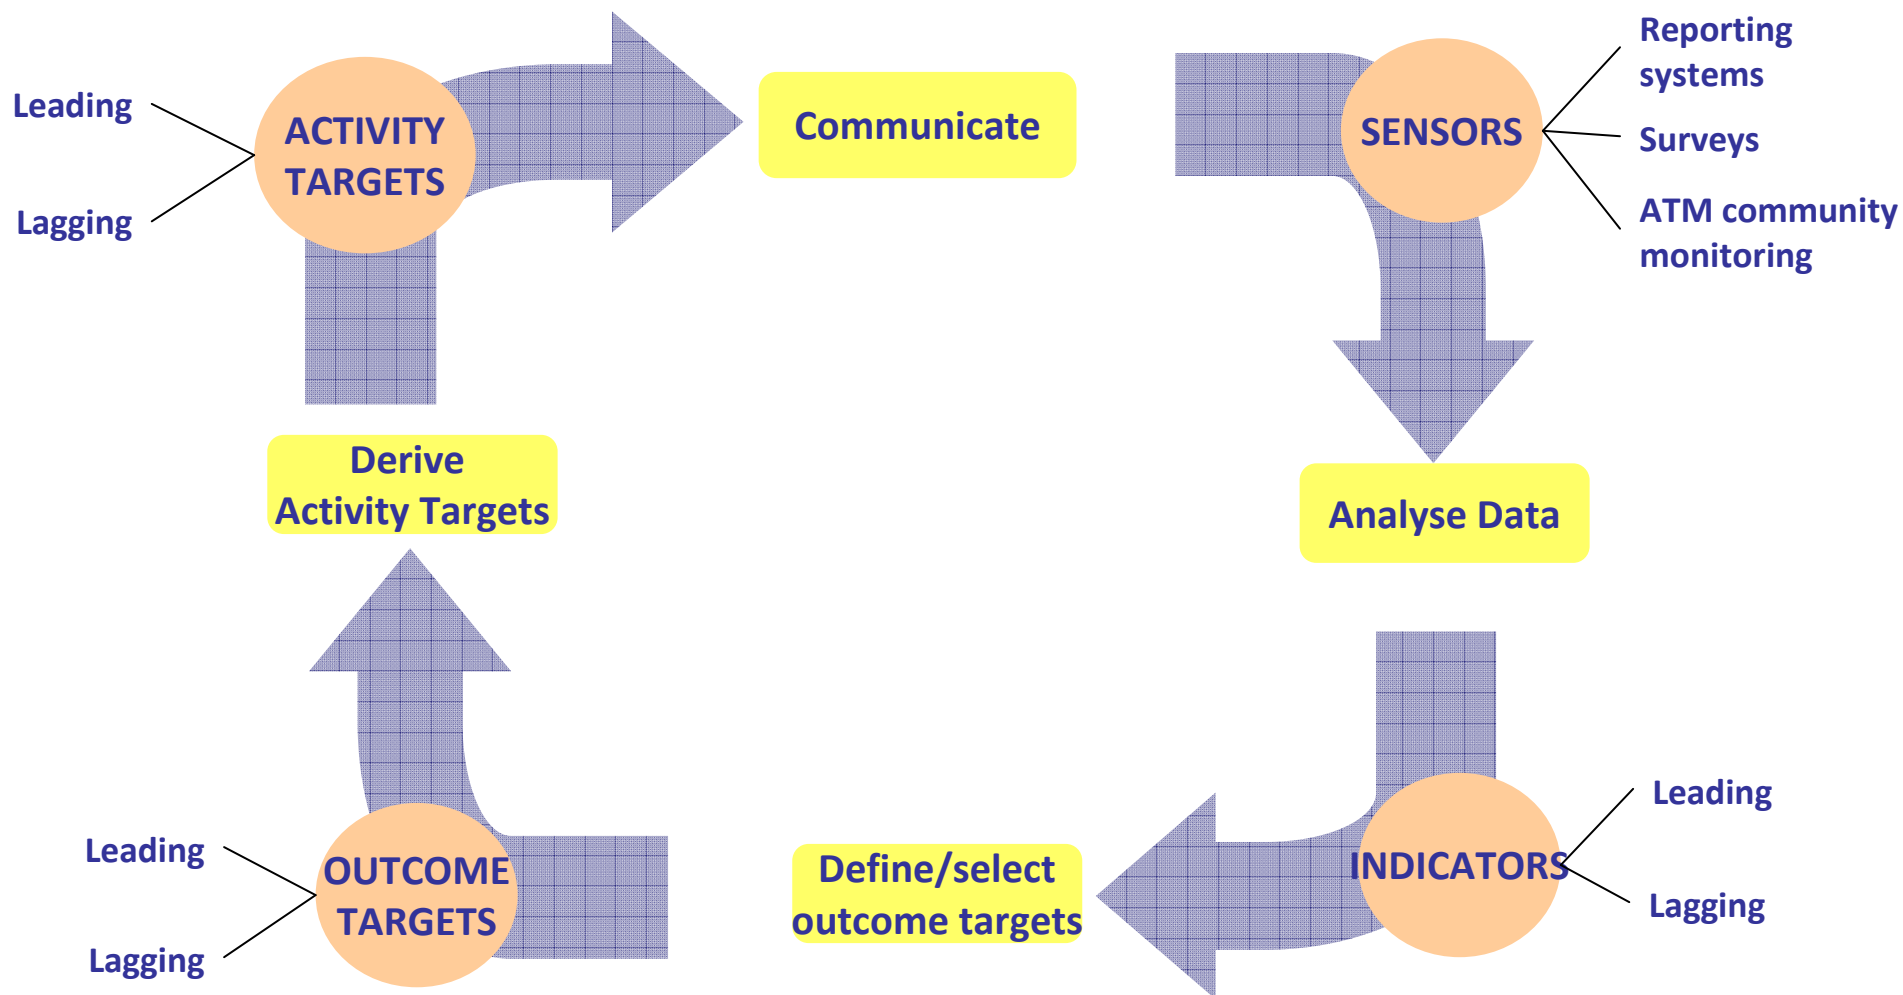 Leading
Lagging
ACTIVITY
TARGETS
Communicate
SENSORS
Reporting
systems
Surveys
ATM community
monitoring
Derive
Activity Targets
Analyse Data
Leading
Lagging
OUTCOME
TARGETS
Define/select
outcome targets
INDICATORS
Leading
Lagging